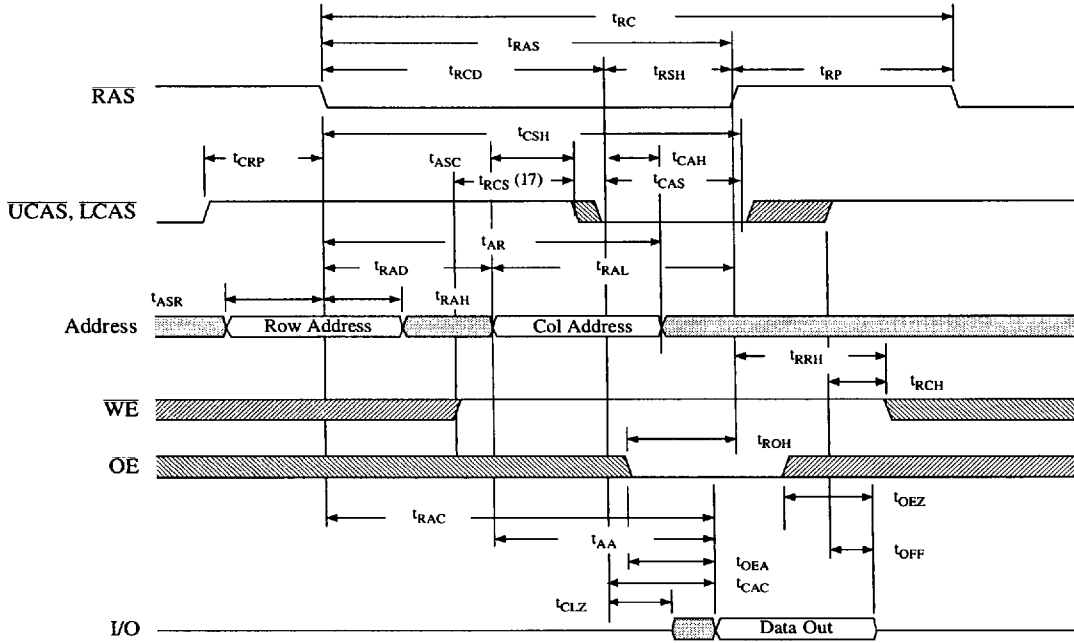 tRC
tRAS
tRCD tRSH tRP
RAS
tCSH
tCRP tASC tCAH
tRCS (17) tCAS
UCAS, LCAS
tAR
tRAD tRAL
tASR tRAH
Address Row Address Col Address
tRRH
tRCH
WE
tROH
OE
tRAC tOEZ
tAA tOFF
tOEA
tCAC
tCLZ
I/O Data Out